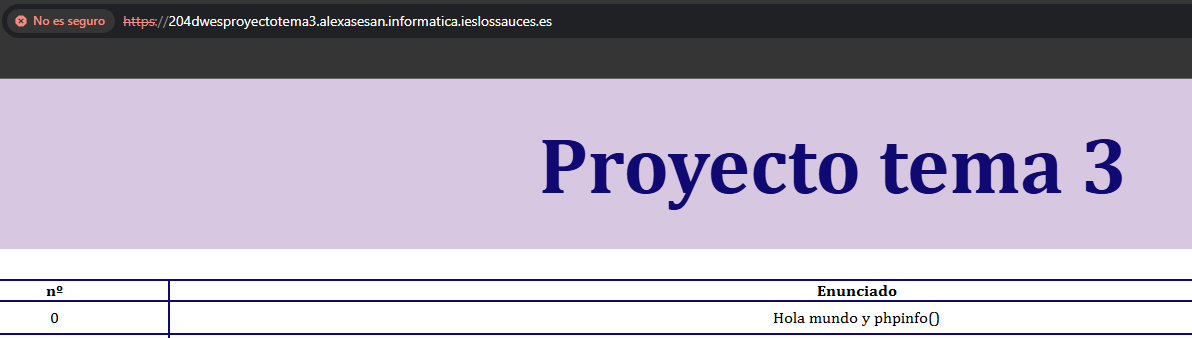 No es seguro https://204dwesproyectotema3.alexasesan.informatica.ieslossauces.es
Proyecto tema 3
nº Enunciado
0 Hola mundo y phpinfo()